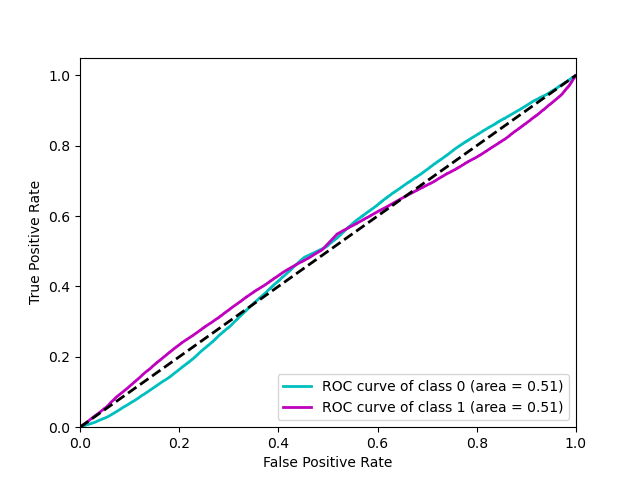 1.0
0.8
0.6
0.4
0.2
0.0
True Positive Rate
ROC curve of class 0 (area = 0.51)
ROC curve of class 1 (area = 0.51)
0.0 0.2 0.4 0.6 0.8 1.0
False Positive Rate